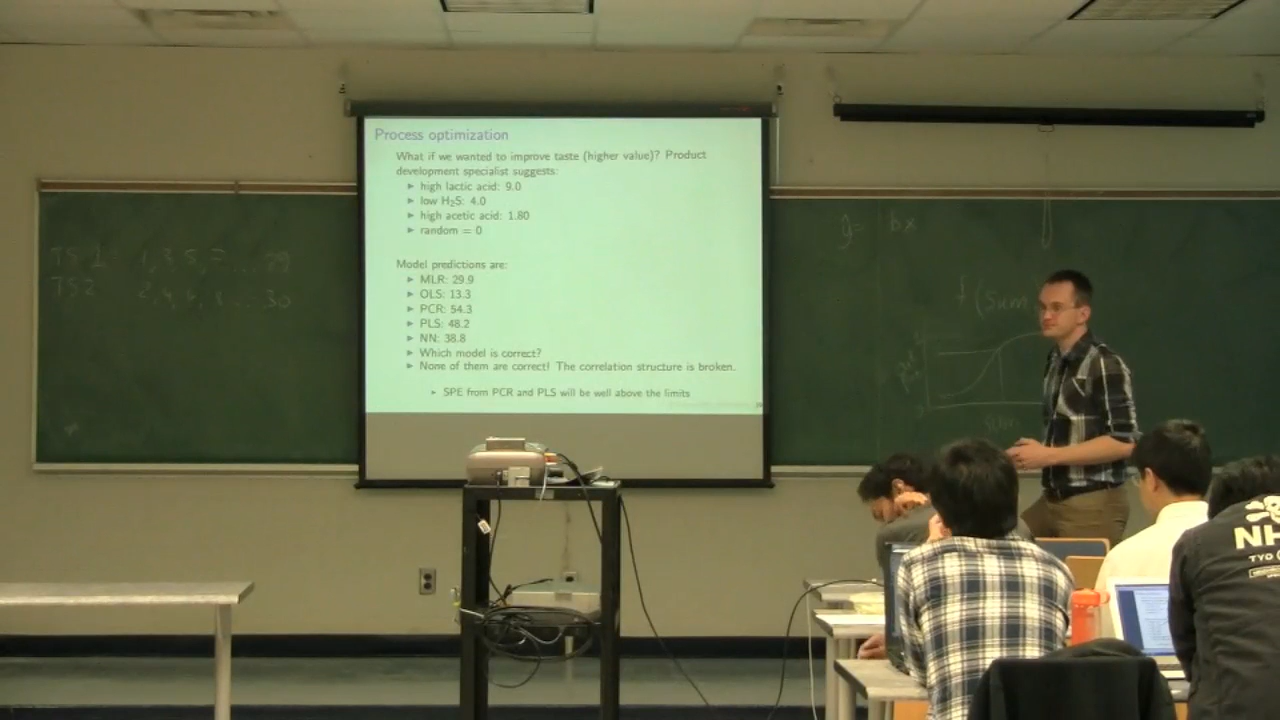 Process optimization
What if we wanted to improve taste (higher value)? Product
development specialist suggests:
▶ high lactic acid: 9.0
▶ low H₂S: 4.0
▶ high acetic acid: 1.80
▶ random = 0
Model predictions are:
▶ MLR: 29.9
▶ OLS: 13.3
▶ PCR: 54.3
▶ PLS: 48.2
▶ NN: 38.8
▶ Which model is correct?
▶ None of them are correct! The correlation structure is broken.
▶ SPE from PCR and PLS will be well above the limits
ŷ = bx
f (Sum
TS 2
NH
TYO